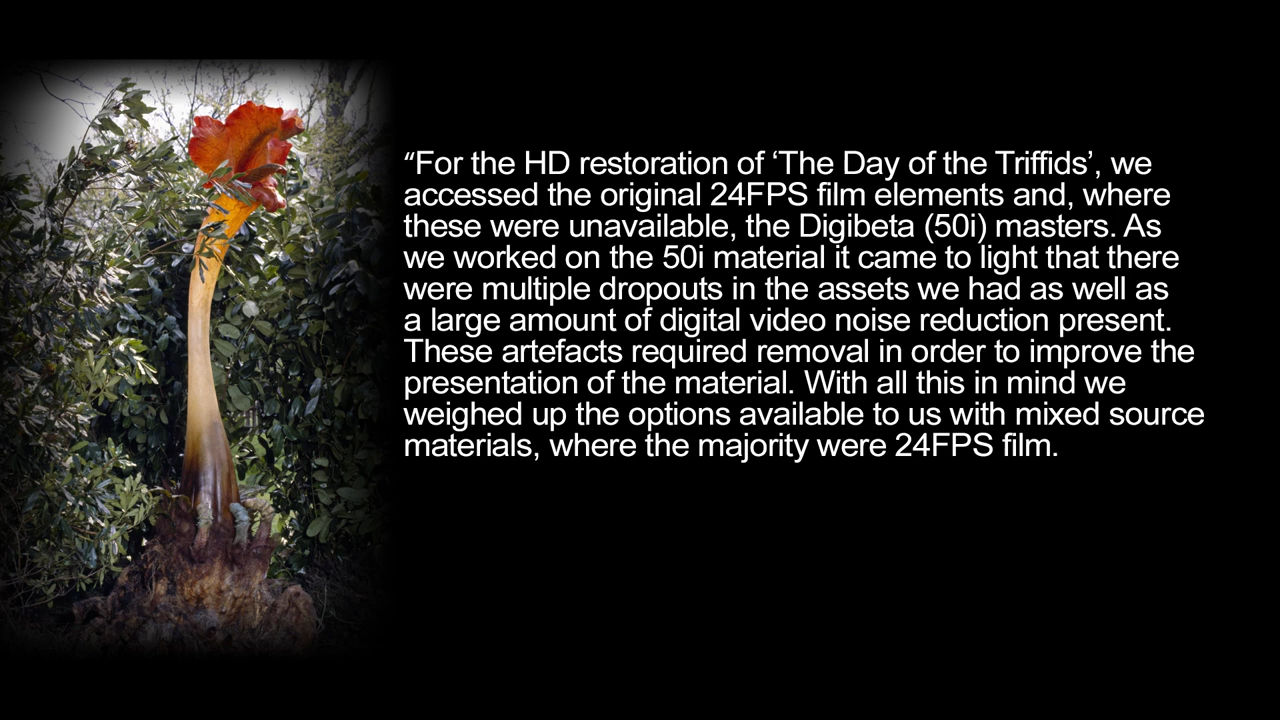 “For the HD restoration of ‘The Day of the Triffids’, we
accessed the original 24FPS film elements and, where
these were unavailable, the Digibeta (50i) masters. As
we worked on the 50i material it came to light that there
were multiple dropouts in the assets we had as well as
a large amount of digital video noise reduction present.
These artefacts required removal in order to improve the
presentation of the material. With all this in mind we
weighed up the options available to us with mixed source
materials, where the majority were 24FPS film.